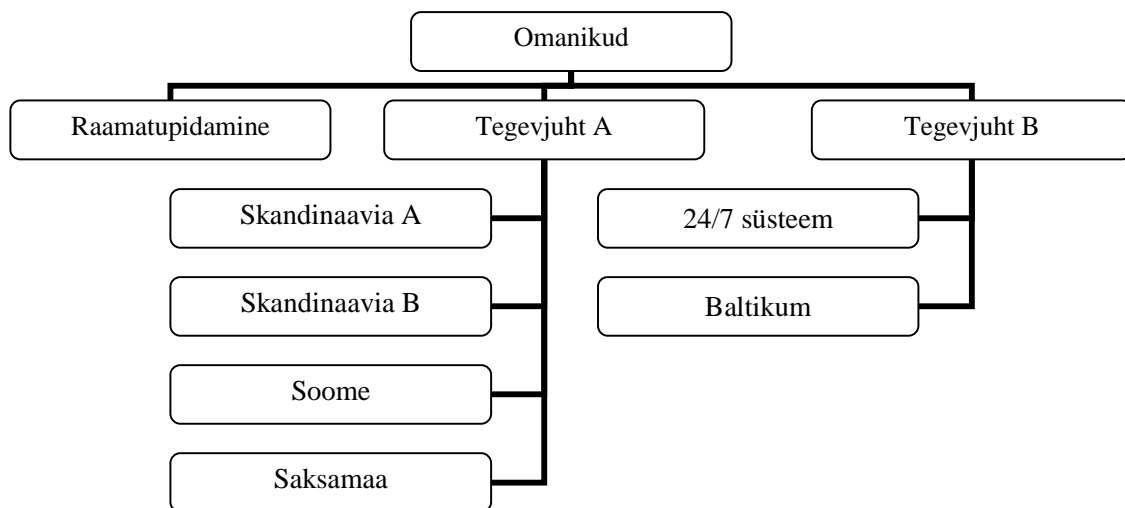 Omanikud
Raamatupidamine
Tegevjuht A
Tegevjuht B
Skandinaavia A
24/7 süsteem
Skandinaavia B
Baltikum
Soome
Saksamaa